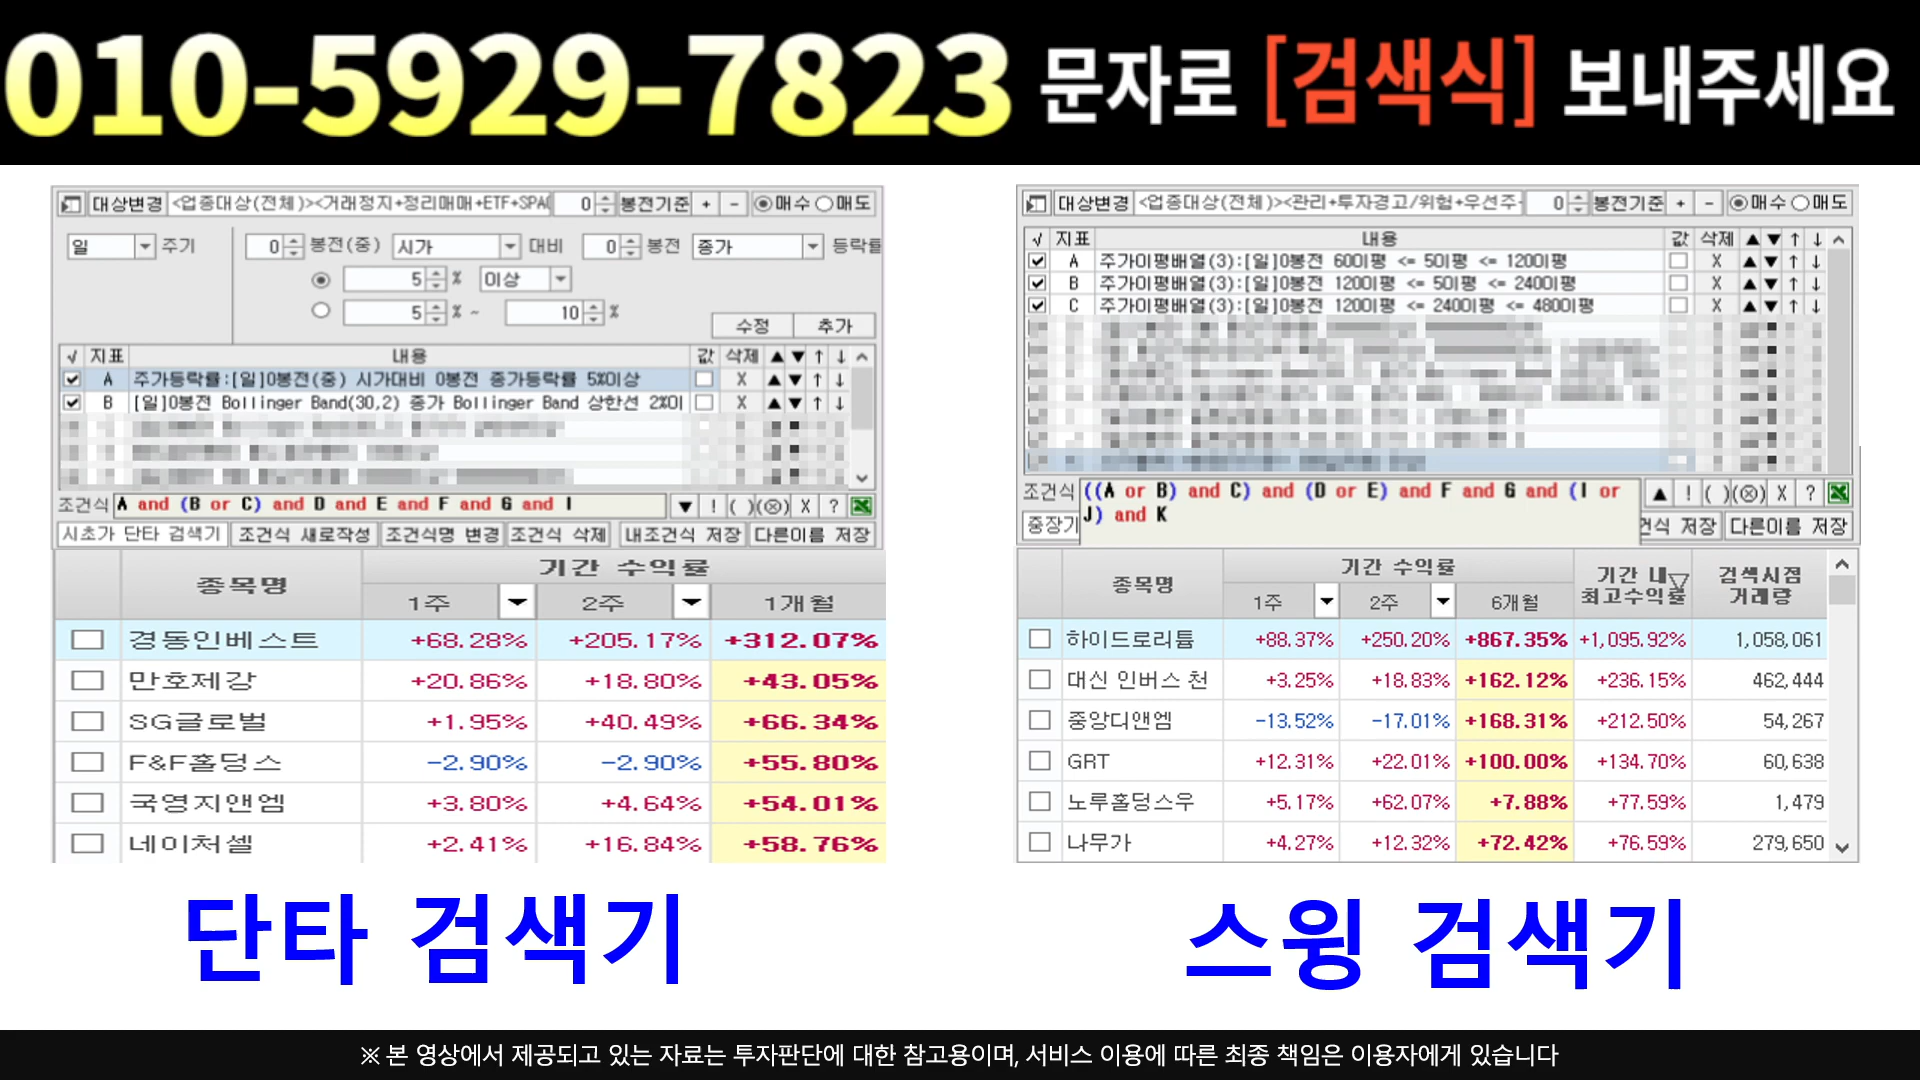 010-5929-7823 문자로 [검색식] 보내주세요
대상변경 <업종대상(전체)><거래정지+정리매매+ETF+SPAC 0 봉전기준 + - 매수 매도
일 주기 0 봉전(중) 시가 대비 0 봉전 종가 등락률
5 % 이상
5 % ~ 10 %
수정 추가
√ 지표 내용 값 삭제 ▲ ▼ ↑ ↓
A 주가등락률:[일]0봉전(중) 시가대비 0봉전 종가등락률 5%이상 X ▲ ▼ ↑ ↓
B [일]0봉전 Bollinger Band(30,2) 종가 Bollinger Band 상한선 2%이 X ▲ ▼ ↑ ↓
조건식 A and (B or C) and D and E and F and G and I ▼ ! ( )(⊗) X ?
시초가 단타 검색기 조건식 새로작성 조건식명 변경 조건식 삭제 내조건식 저장 다른이름 저장
종목명 기간 수익률
1주 2주 1개월
경동인베스트 +68.28% +205.17% +312.07%
만호제강 +20.86% +18.80% +43.05%
SG글로벌 +1.95% +40.49% +66.34%
F&F홀딩스 -2.90% -2.90% +55.80%
국영지앤엠 +3.80% +4.64% +54.01%
네이처셀 +2.41% +16.84% +58.76%
단타 검색기
대상변경 <업종대상(전체)><관리+투자경고/위험+우선주+ 0 봉전기준 + - 매수 매도
√ 지표 내용 값 삭제 ▲ ▼ ↑ ↓
A 주가이평배열(3):[일]0봉전 60이평 <= 5이평 <= 120이평 X ▲ ▼ ↑ ↓
B 주가이평배열(3):[일]0봉전 120이평 <= 5이평 <= 240이평 X ▲ ▼ ↑ ↓
C 주가이평배열(3):[일]0봉전 120이평 <= 240이평 <= 480이평 X ▲ ▼ ↑ ↓
조건식 ((A or B) and C) and (D or E) and F and G and (I or ▲ ! ( )(⊗) X ?
중장기 J) and K 건식 저장 다른이름 저장
종목명 기간 수익률 기간 내 최고수익률 검색시점 거래량
1주 2주 6개월
하이드로리튬 +88.37% +250.20% +867.35% +1,095.92% 1,058,061
대신 인버스 천 +3.25% +18.83% +162.12% +236.15% 462,444
중앙디앤엠 -13.52% -17.01% +168.31% +212.50% 54,267
GRT +12.31% +22.01% +100.00% +134.70% 60,638
노루홀딩스우 +5.17% +62.07% +7.88% +77.59% 1,479
나무가 +4.27% +12.32% +72.42% +76.59% 279,650
스윙 검색기
※ 본 영상에서 제공되고 있는 자료는 투자판단에 대한 참고용이며, 서비스 이용에 따른 최종 책임은 이용자에게 있습니다